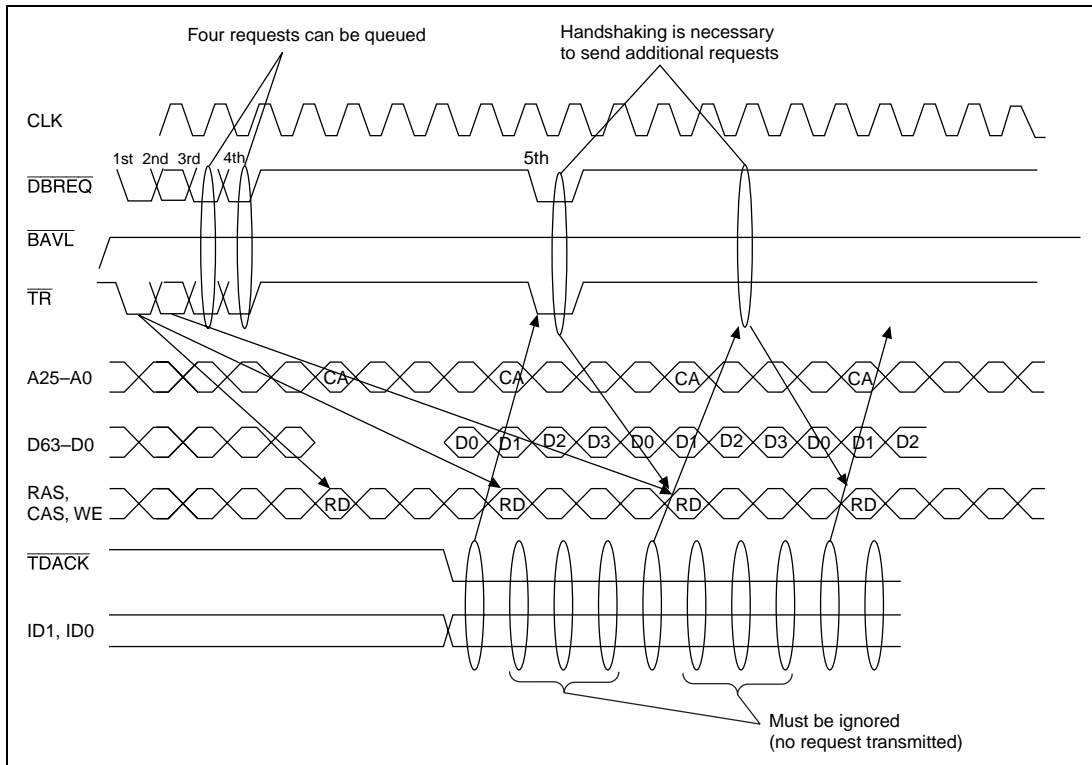 Four requests can be queued
Handshaking is necessary
to send additional requests
CLK
1st 2nd 3rd 4th 5th
DBREQ
BAVL
TR
A25–A0 CA CA CA CA
D63–D0 D0 D1 D2 D3 D0 D1 D2 D3 D0 D1 D2
RAS,
CAS, WE RD RD RD RD
TDACK
ID1, ID0
Must be ignored
(no request transmitted)